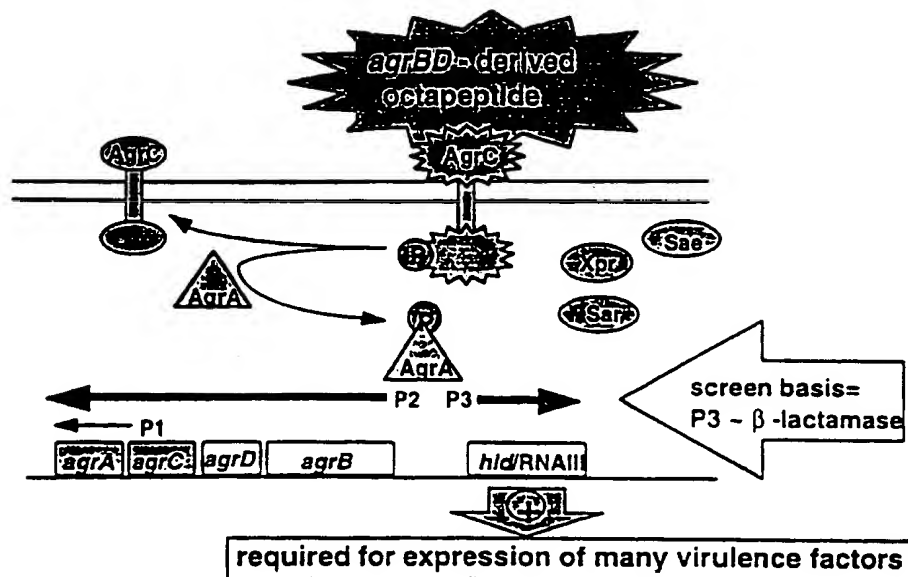 agrBD - derived
octapeptide
AgrC
AgrC
P
Sae
Xpr
Sar
AgrA
P
AgrA
P2 P3
P1
screen basis=
P3 ~ β -lactamase
agrA agrC agrD agrB hld/RNAIII
+
required for expression of many virulence factors